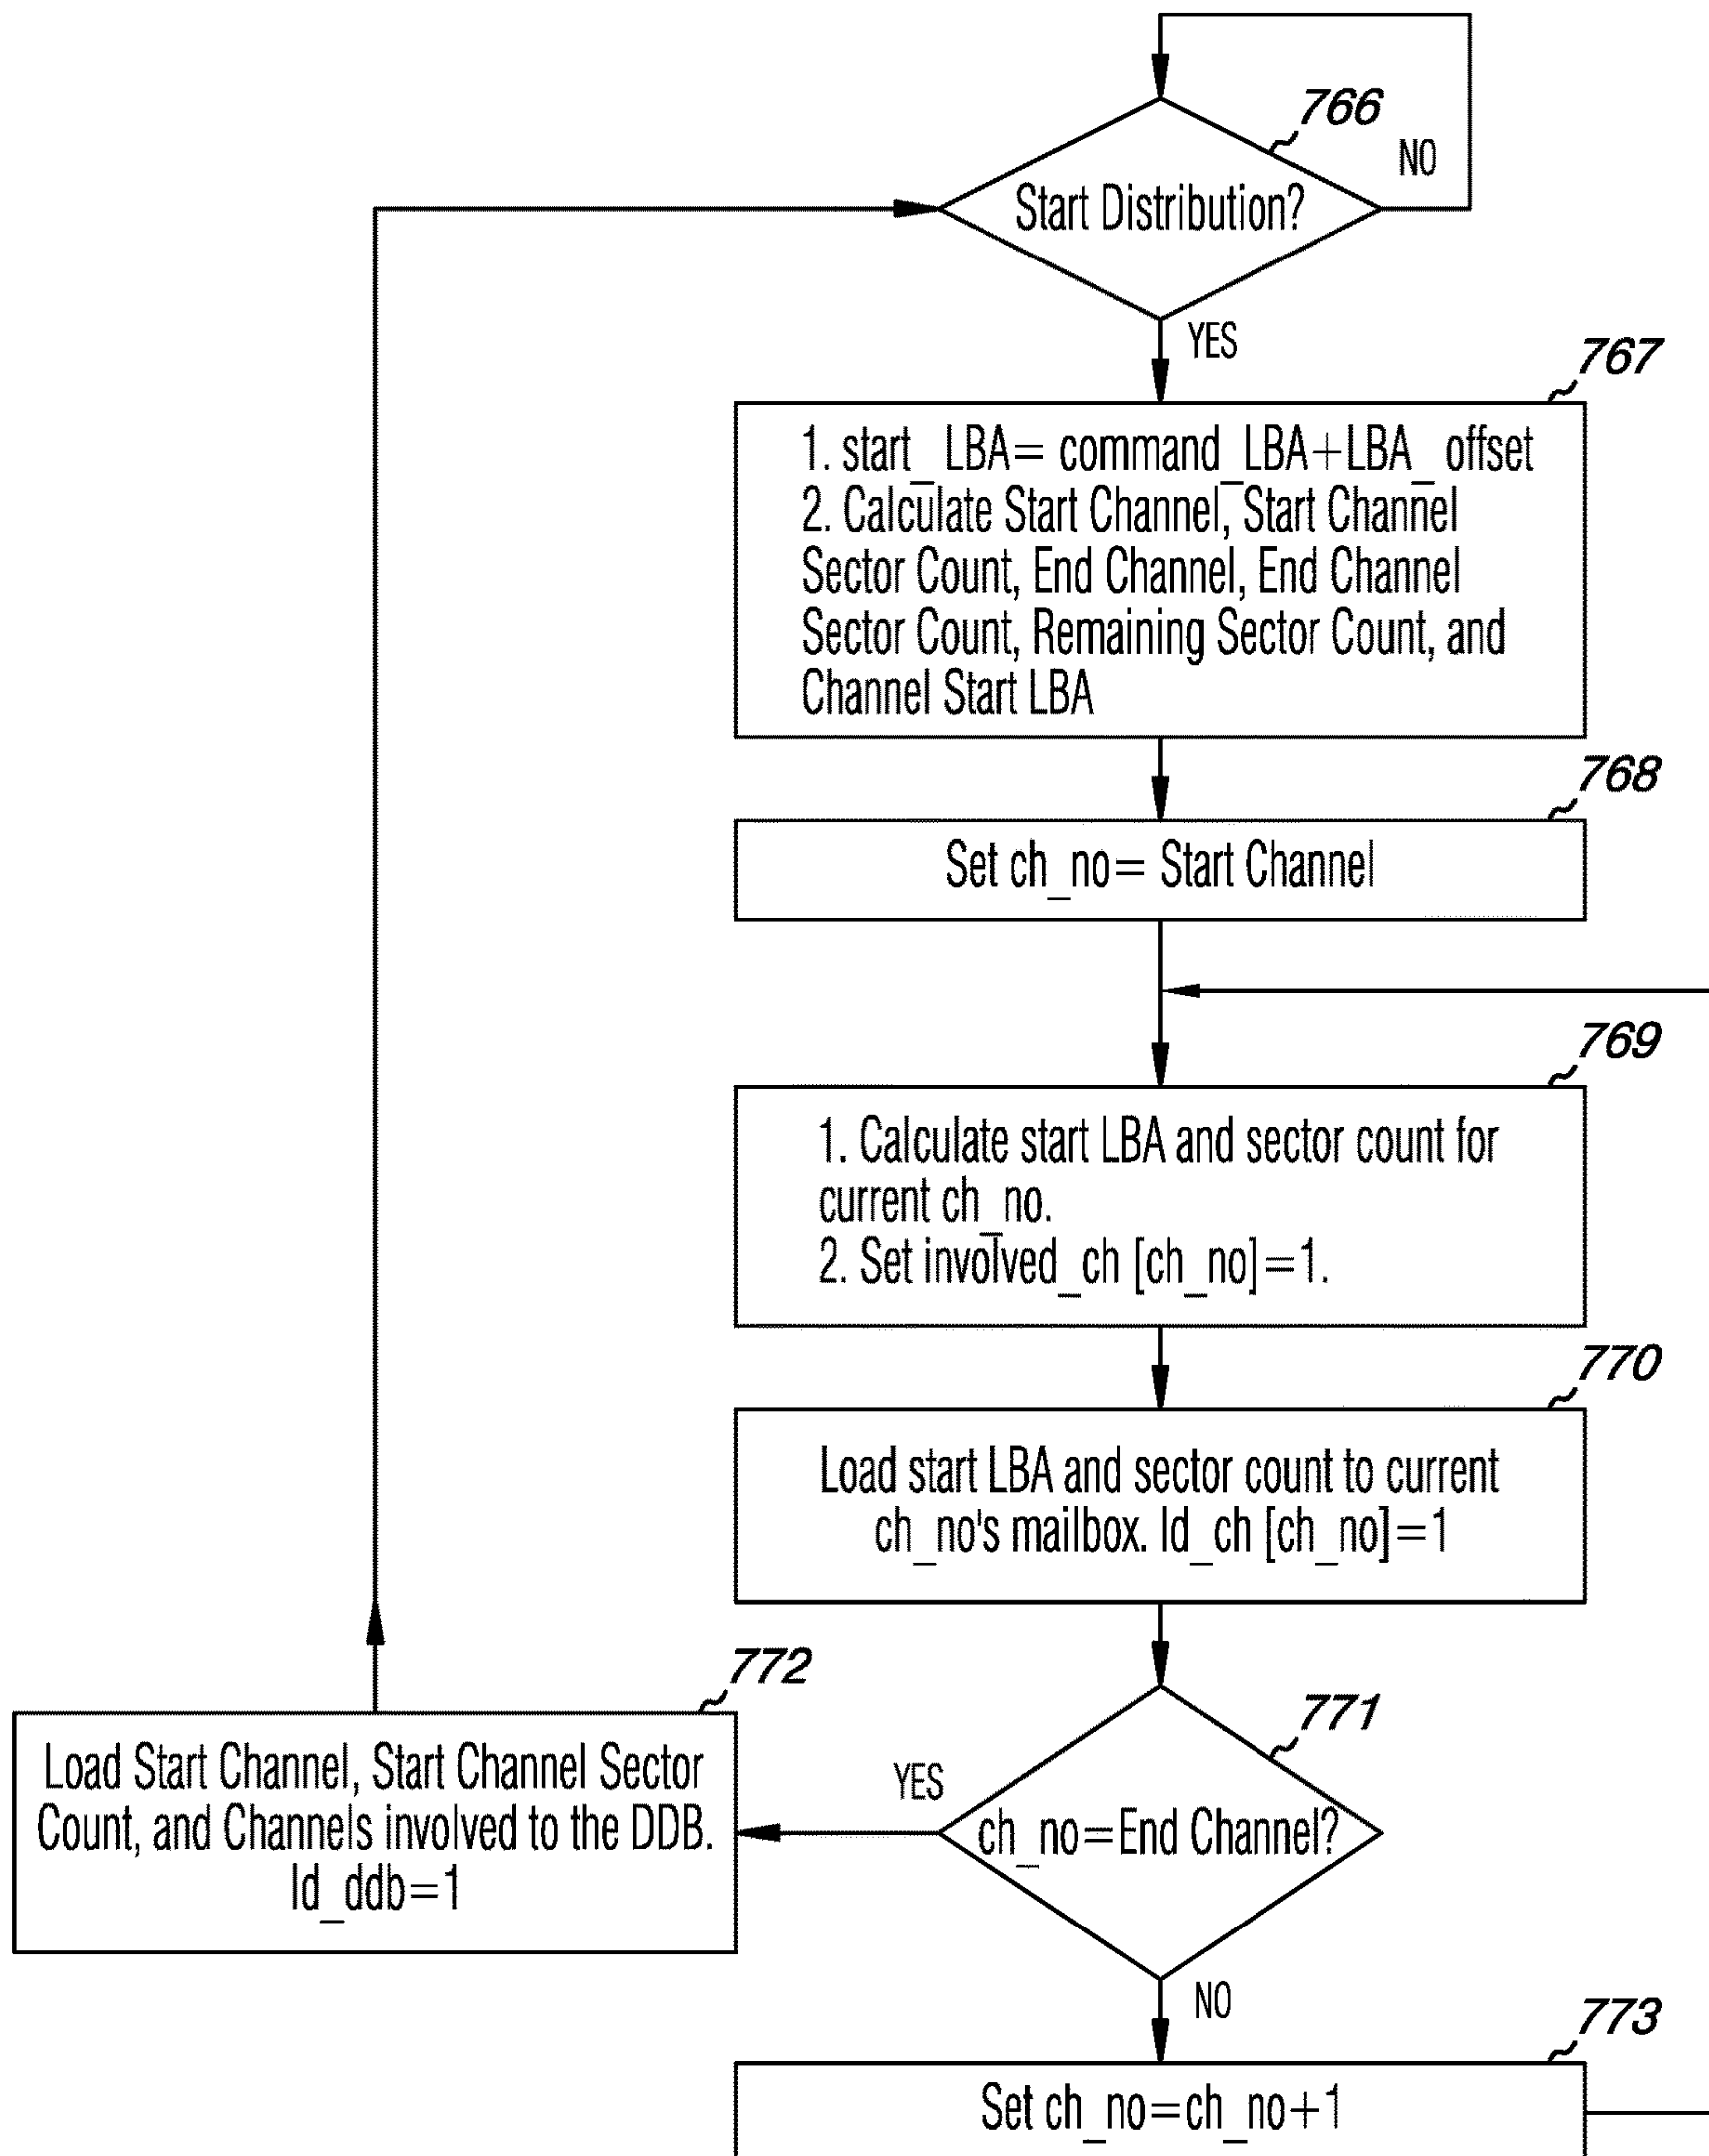 766
NO
Start Distribution?
YES
767
1. start_LBA=command_LBA+LBA_offset
2. Calculate Start Channel, Start Channel
Sector Count, End Channel, End Channel
Sector Count, Remaining Sector Count, and
Channel Start LBA
768
Set ch_no=Start Channel
769
1. Calculate start LBA and sector count for
current ch_no.
2. Set involved_ch [ch_no]=1.
770
Load start LBA and sector count to current
ch_no's mailbox. ld_ch [ch_no]=1
771
YES
ch_no=End Channel?
772
Load Start Channel, Start Channel Sector
Count, and Channels involved to the DDB.
ld_ddb=1
NO
773
Set ch_no=ch_no+1